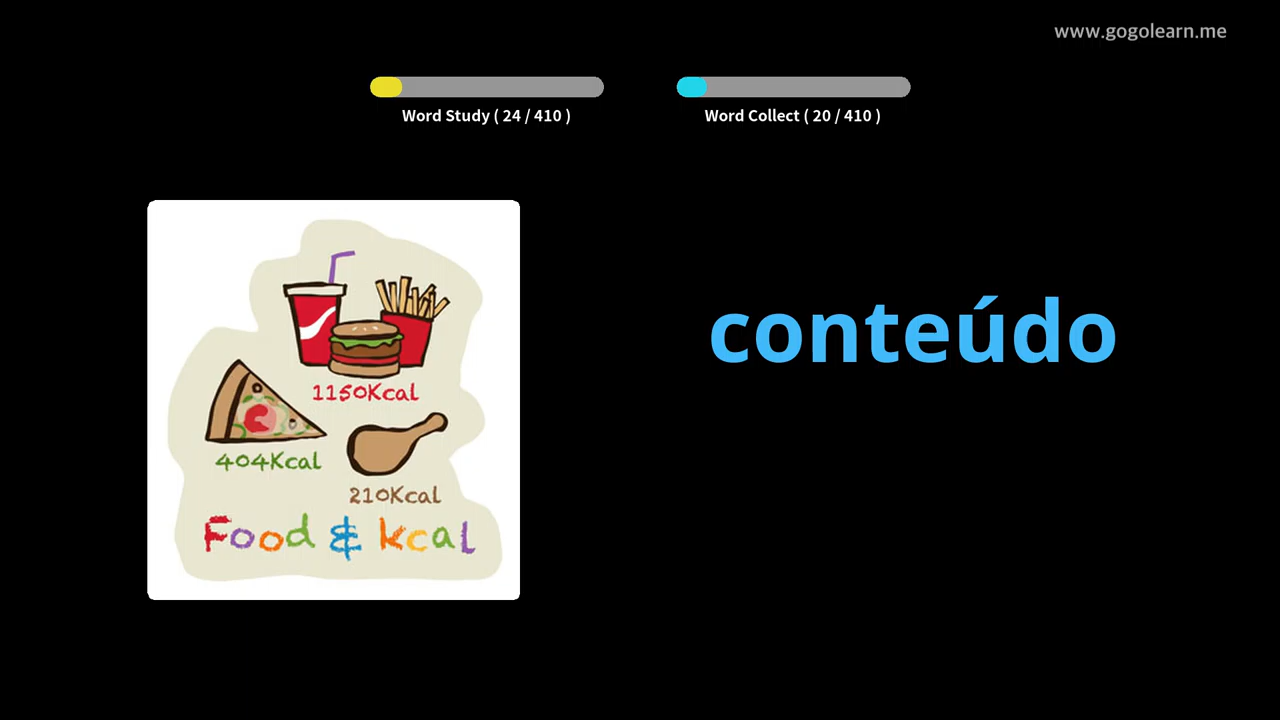 www.gogolearn.me
Word Study ( 24 / 410 )
Word Collect ( 20 / 410 )
1150Kcal
404Kcal
210Kcal
Food & kcal
conteúdo